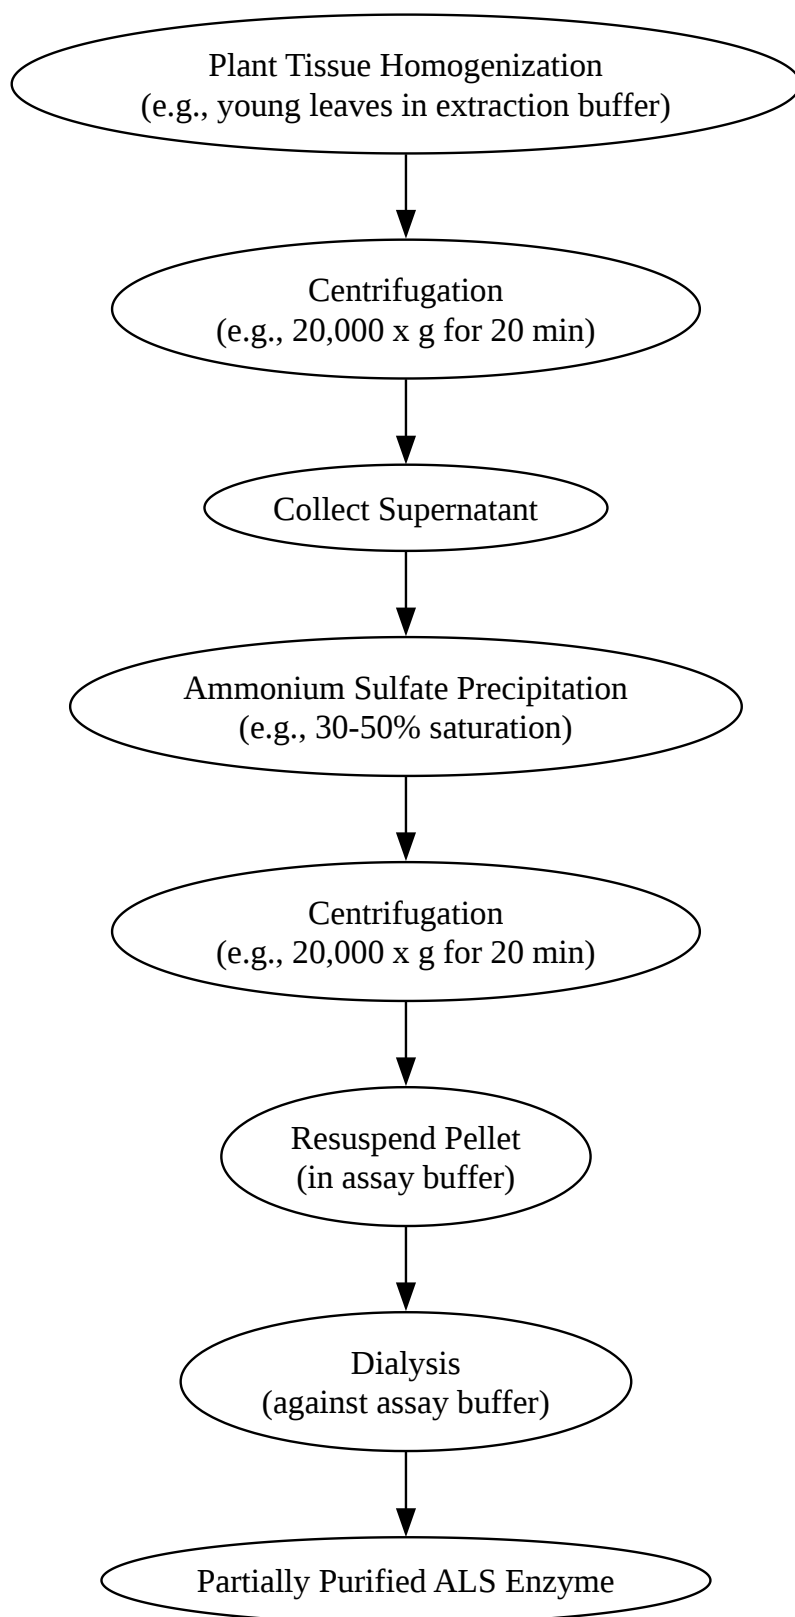 Plant Tissue Homogenization
(e.g., young leaves in extraction buffer)
Centrifugation
(e.g., 20,000 x g for 20 min)
Collect Supernatant
Ammonium Sulfate Precipitation
(e.g., 30-50% saturation)
Centrifugation
(e.g., 20,000 x g for 20 min)
Resuspend Pellet
(in assay buffer)
Dialysis
(against assay buffer)
Partially Purified ALS Enzyme